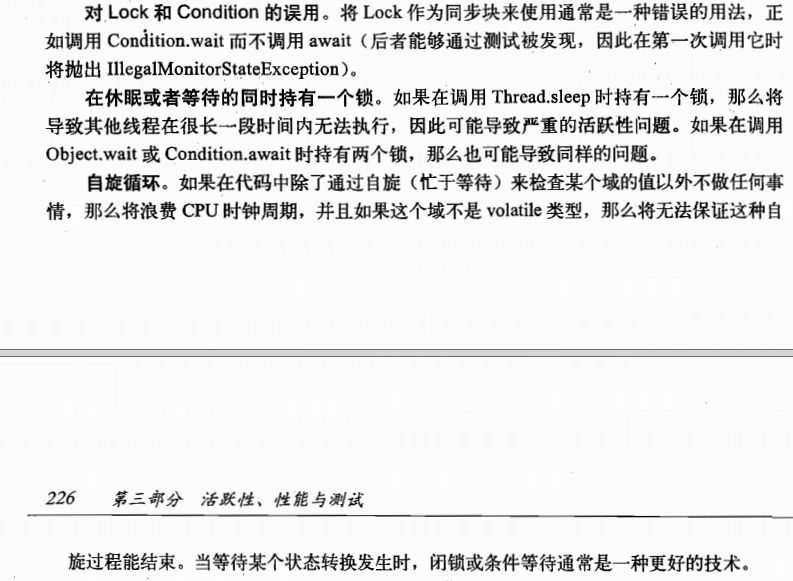 对 Lock 和 Condition 的误用。将 Lock 作为同步块来使用通常是一种错误的用法，正
如调用 Condition.wait 而不调用 await（后者能够通过测试被发现，因此在第一次调用它时
将抛出 IllegalMonitorStateException）。
在休眠或者等待的同时持有一个锁。如果在调用 Thread.sleep 时持有一个锁，那么将
导致其他线程在很长一段时间内无法执行，因此可能导致严重的活跃性问题。如果在调用
Object.wait 或 Condition.await 时持有两个锁，那么也可能导致同样的问题。
自旋循环。如果在代码中除了通过自旋（忙于等待）来检查某个域的值以外不做任何事
情，那么将浪费 CPU 时钟周期，并且如果这个域不是 volatile 类型，那么将无法保证这种自
226 第三部分 活跃性、性能与测试
旋过程能结束。当等待某个状态转换发生时，闭锁或条件等待通常是一种更好的技术。